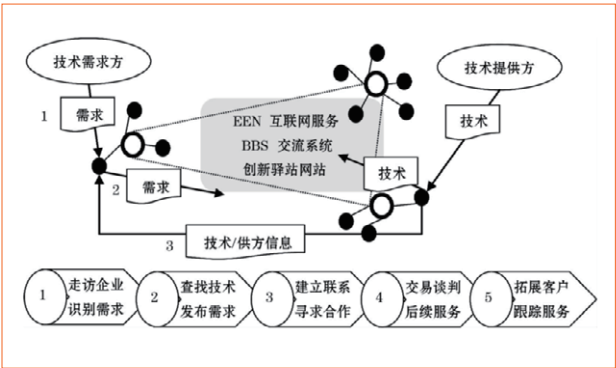 技术需求方
技术提供方
1
需求
技术
EEN 互联网服务
BBS 交流系统
创新驿站网站
2
需求
技术
3
技术/供方信息
1
走访企业
识别需求
2
查找技术
发布需求
3
建立联系
寻求合作
4
交易谈判
后续服务
5
拓展客户
跟踪服务